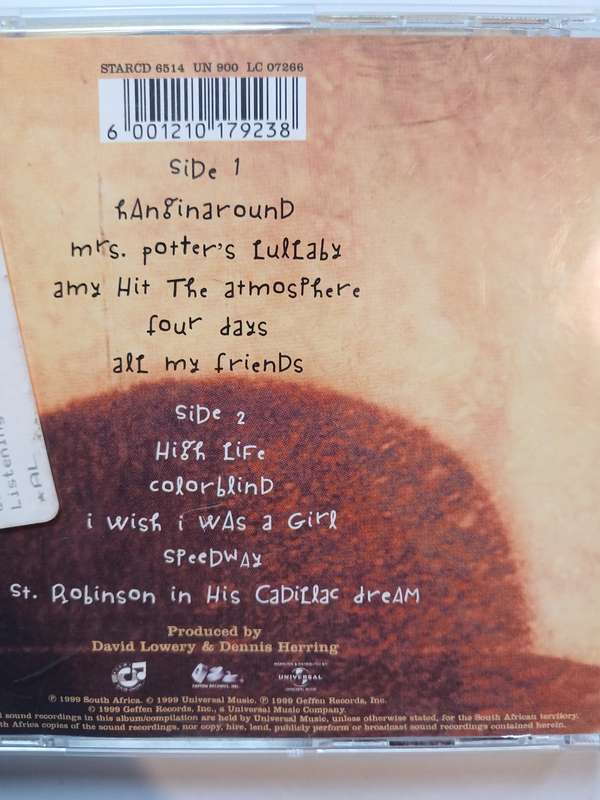 STARCD 6514 UN 900 LC 07266
6 001210 179238
SiDe 1
hAnginarounD
mrs. potter's LulLaby
amy Hit The atmosPhere
four days
all my frienDs
SiDe 2
HigH LiFe
colorblinD
i wisH i wAs a GirL
SPeeDwAy
st. Robinson in His CaDiLlac dreAM
Produced by
David Lowery & Dennis Herring
Listening
*AL
UNIVERSAL
℗ 1999 South Africa. © 1999 Universal Music. ℗ 1999 Geffen Records, Inc.
© 1999 Geffen Records, Inc., a Universal Music Company.
sound recordings in this album/compilation are held by Universal Music, unless otherwise stated, for the South African territory.
th Africa copies of the sound recordings, nor copy, hire, lend, publicly perform or broadcast sound recordings contained herein.